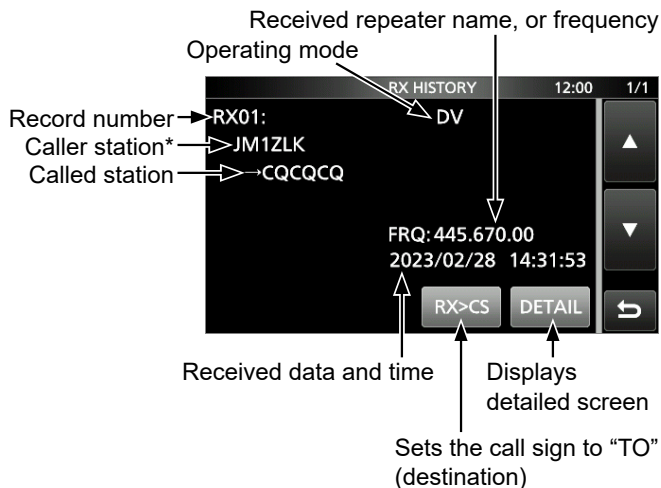 Received repeater name, or frequency
Operating mode
RX HISTORY 12:00 1/1
Record number RX01: DV
Caller station* JM1ZLK
Called station →CQCQCQ
FRQ: 445.670.00
2023/02/28 14:31:53
RX>CS DETAIL
Received data and time
Displays
detailed screen
Sets the call sign to “TO”
(destination)